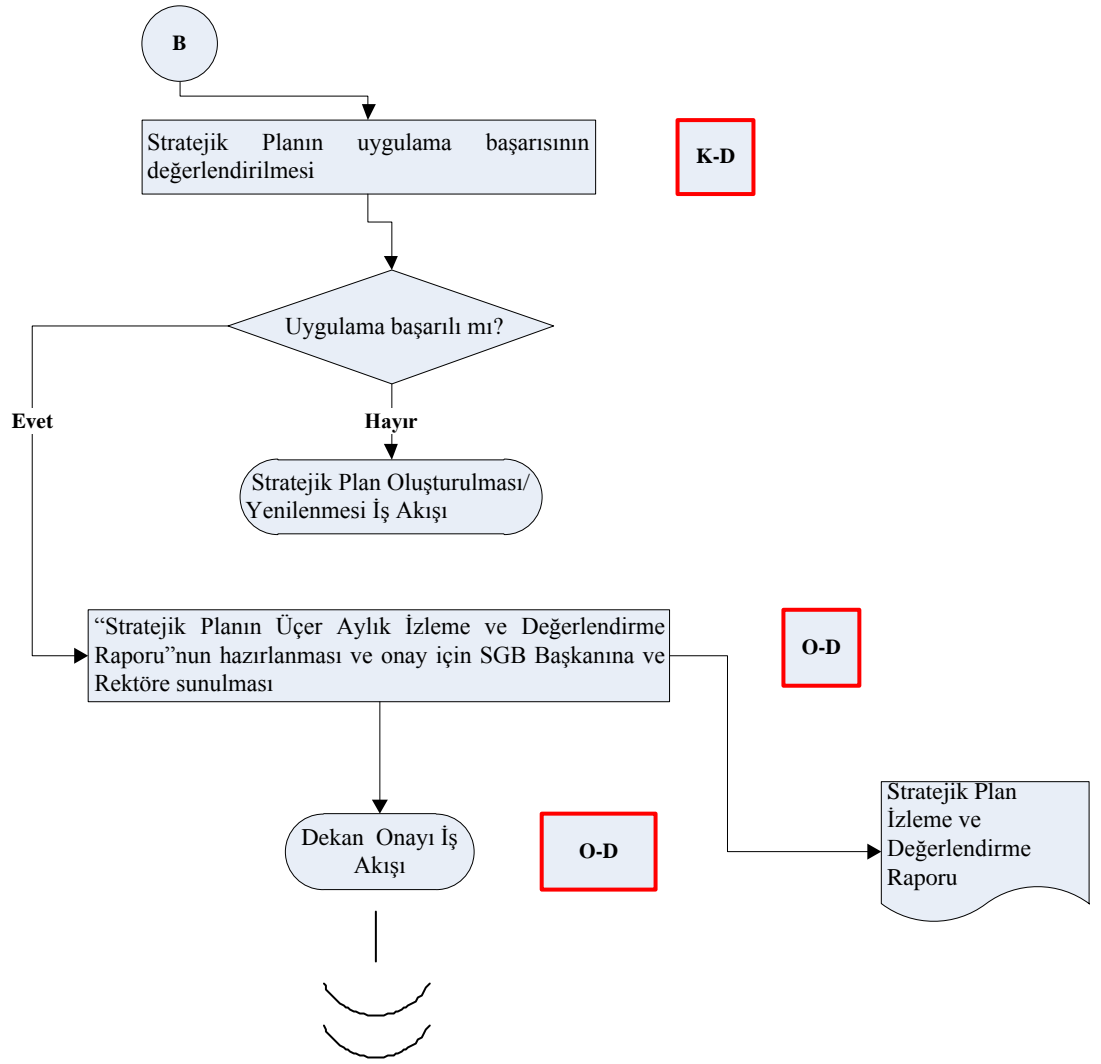 B
Stratejik Planın uygulama başarısının
değerlendirilmesi
K-D
Uygulama başarılı mı?
Evet
Hayır
Stratejik Plan Oluşturulması/
Yenilenmesi İş Akışı
“Stratejik Planın Üçer Aylık İzleme ve Değerlendirme
Raporu”nun hazırlanması ve onay için SGB Başkanına ve
Rektöre sunulması
O-D
Stratejik Plan
İzleme ve
Değerlendirme
Raporu
Dekan Onayı İş
Akışı
O-D